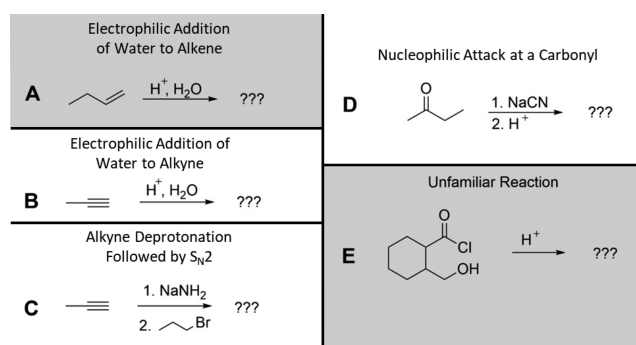 Electrophilic Addition
of Water to Alkene
A
H+, H2O
???
Electrophilic Addition of
Water to Alkyne
B
H+, H2O
???
Alkyne Deprotonation
Followed by SN2
C
1. NaNH2
2.
Br
???
Nucleophilic Attack at a Carbonyl
D
O
1. NaCN
2. H+
???
Unfamiliar Reaction
E
O
Cl
OH
H+
???